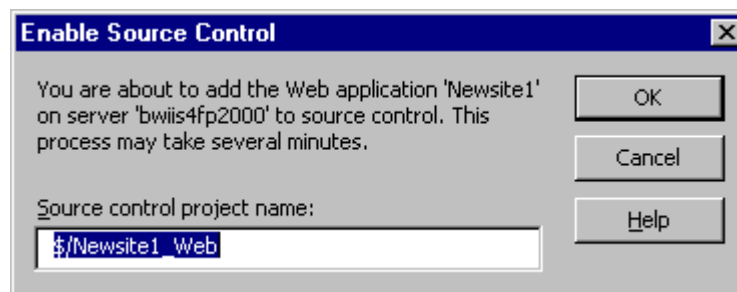 Enable Source Control
You are about to add the Web application 'Newsite1'
on server 'bwiis4fp2000' to source control. This
process may take several minutes.
OK
Cancel
Source control project name:
$/Newsite1_Web
Help